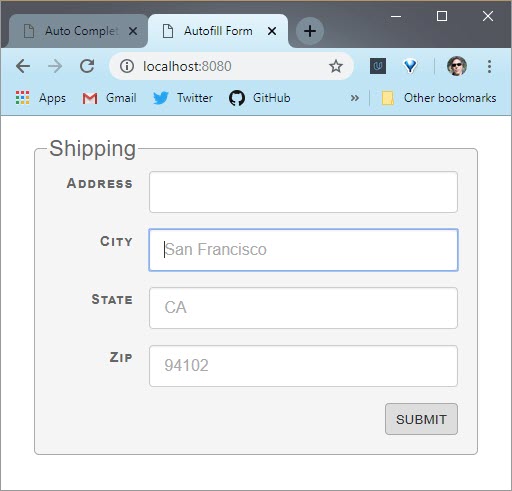 Auto Complet
Autofill Form
localhost:8080
Apps
Gmail
Twitter
GitHub
»
Other bookmarks
Shipping
Address
City
San Francisco
State
CA
Zip
94102
SUBMIT